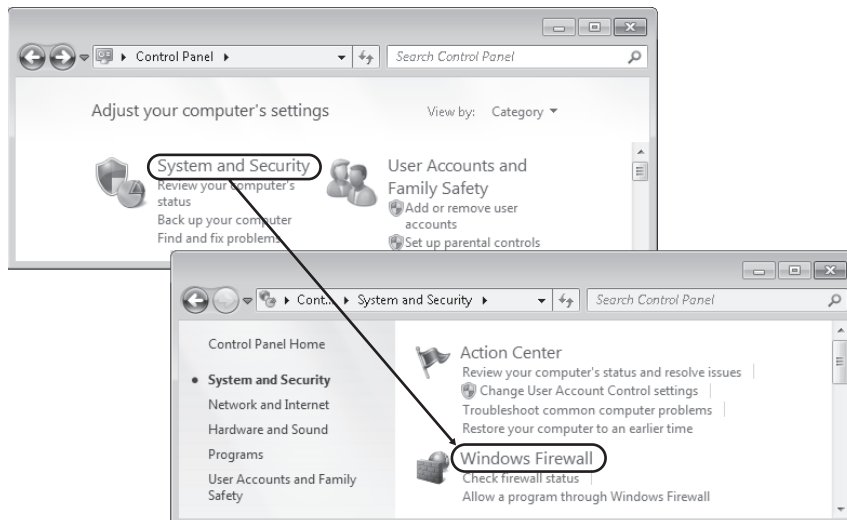 Control Panel
Search Control Panel
Adjust your computer's settings
View by: Category
System and Security
Review your computer's
status
Back up your computer
Find and fix problems
User Accounts and
Family Safety
Add or remove user
accounts
Set up parental controls
Cont...
System and Security
Search Control Panel
Control Panel Home
System and Security
Network and Internet
Hardware and Sound
Programs
User Accounts and Family
Safety
Action Center
Review your computer's status and resolve issues
Change User Account Control settings
Troubleshoot common computer problems
Restore your computer to an earlier time
Windows Firewall
Check firewall status
Allow a program through Windows Firewall